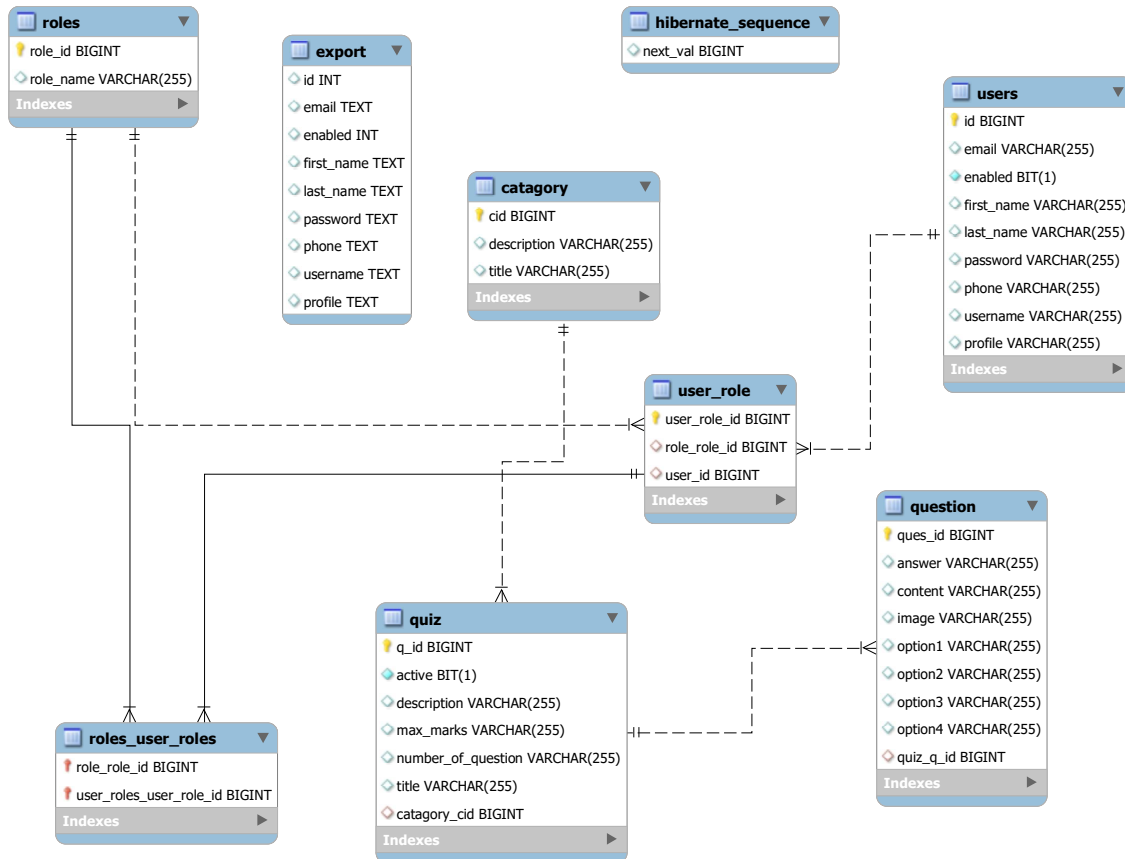 roles
role_id BIGINT
role_name VARCHAR(255)
Indexes
export
id INT
email TEXT
enabled INT
first_name TEXT
last_name TEXT
password TEXT
phone TEXT
username TEXT
profile TEXT
hibernate_sequence
next_val BIGINT
users
id BIGINT
email VARCHAR(255)
enabled BIT(1)
first_name VARCHAR(255)
last_name VARCHAR(255)
password VARCHAR(255)
phone VARCHAR(255)
username VARCHAR(255)
profile VARCHAR(255)
Indexes
catagory
cid BIGINT
description VARCHAR(255)
title VARCHAR(255)
Indexes
user_role
user_role_id BIGINT
role_role_id BIGINT
user_id BIGINT
Indexes
question
ques_id BIGINT
answer VARCHAR(255)
content VARCHAR(255)
image VARCHAR(255)
option1 VARCHAR(255)
option2 VARCHAR(255)
option3 VARCHAR(255)
option4 VARCHAR(255)
quiz_q_id BIGINT
Indexes
quiz
q_id BIGINT
active BIT(1)
description VARCHAR(255)
max_marks VARCHAR(255)
number_of_question VARCHAR(255)
title VARCHAR(255)
catagory_cid BIGINT
Indexes
roles_user_roles
role_role_id BIGINT
user_roles_user_role_id BIGINT
Indexes